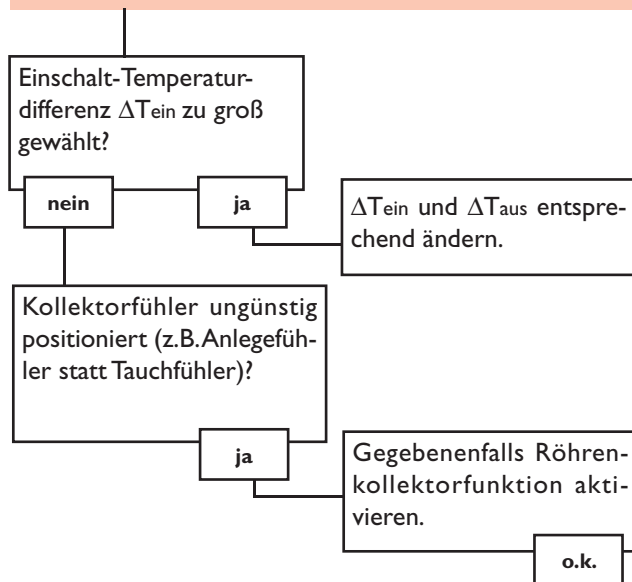 Einschalt-Temperatur-
differenz ΔTein zu groß
gewählt?
nein
ja
ΔTein und ΔTaus entspre-
chend ändern.
Kollektorfühler ungünstig
positioniert (z.B. Anlegefüh-
ler statt Tauchfühler)?
ja
Gegebenenfalls Röhren-
kollektorfunktion akti-
vieren.
o.k.